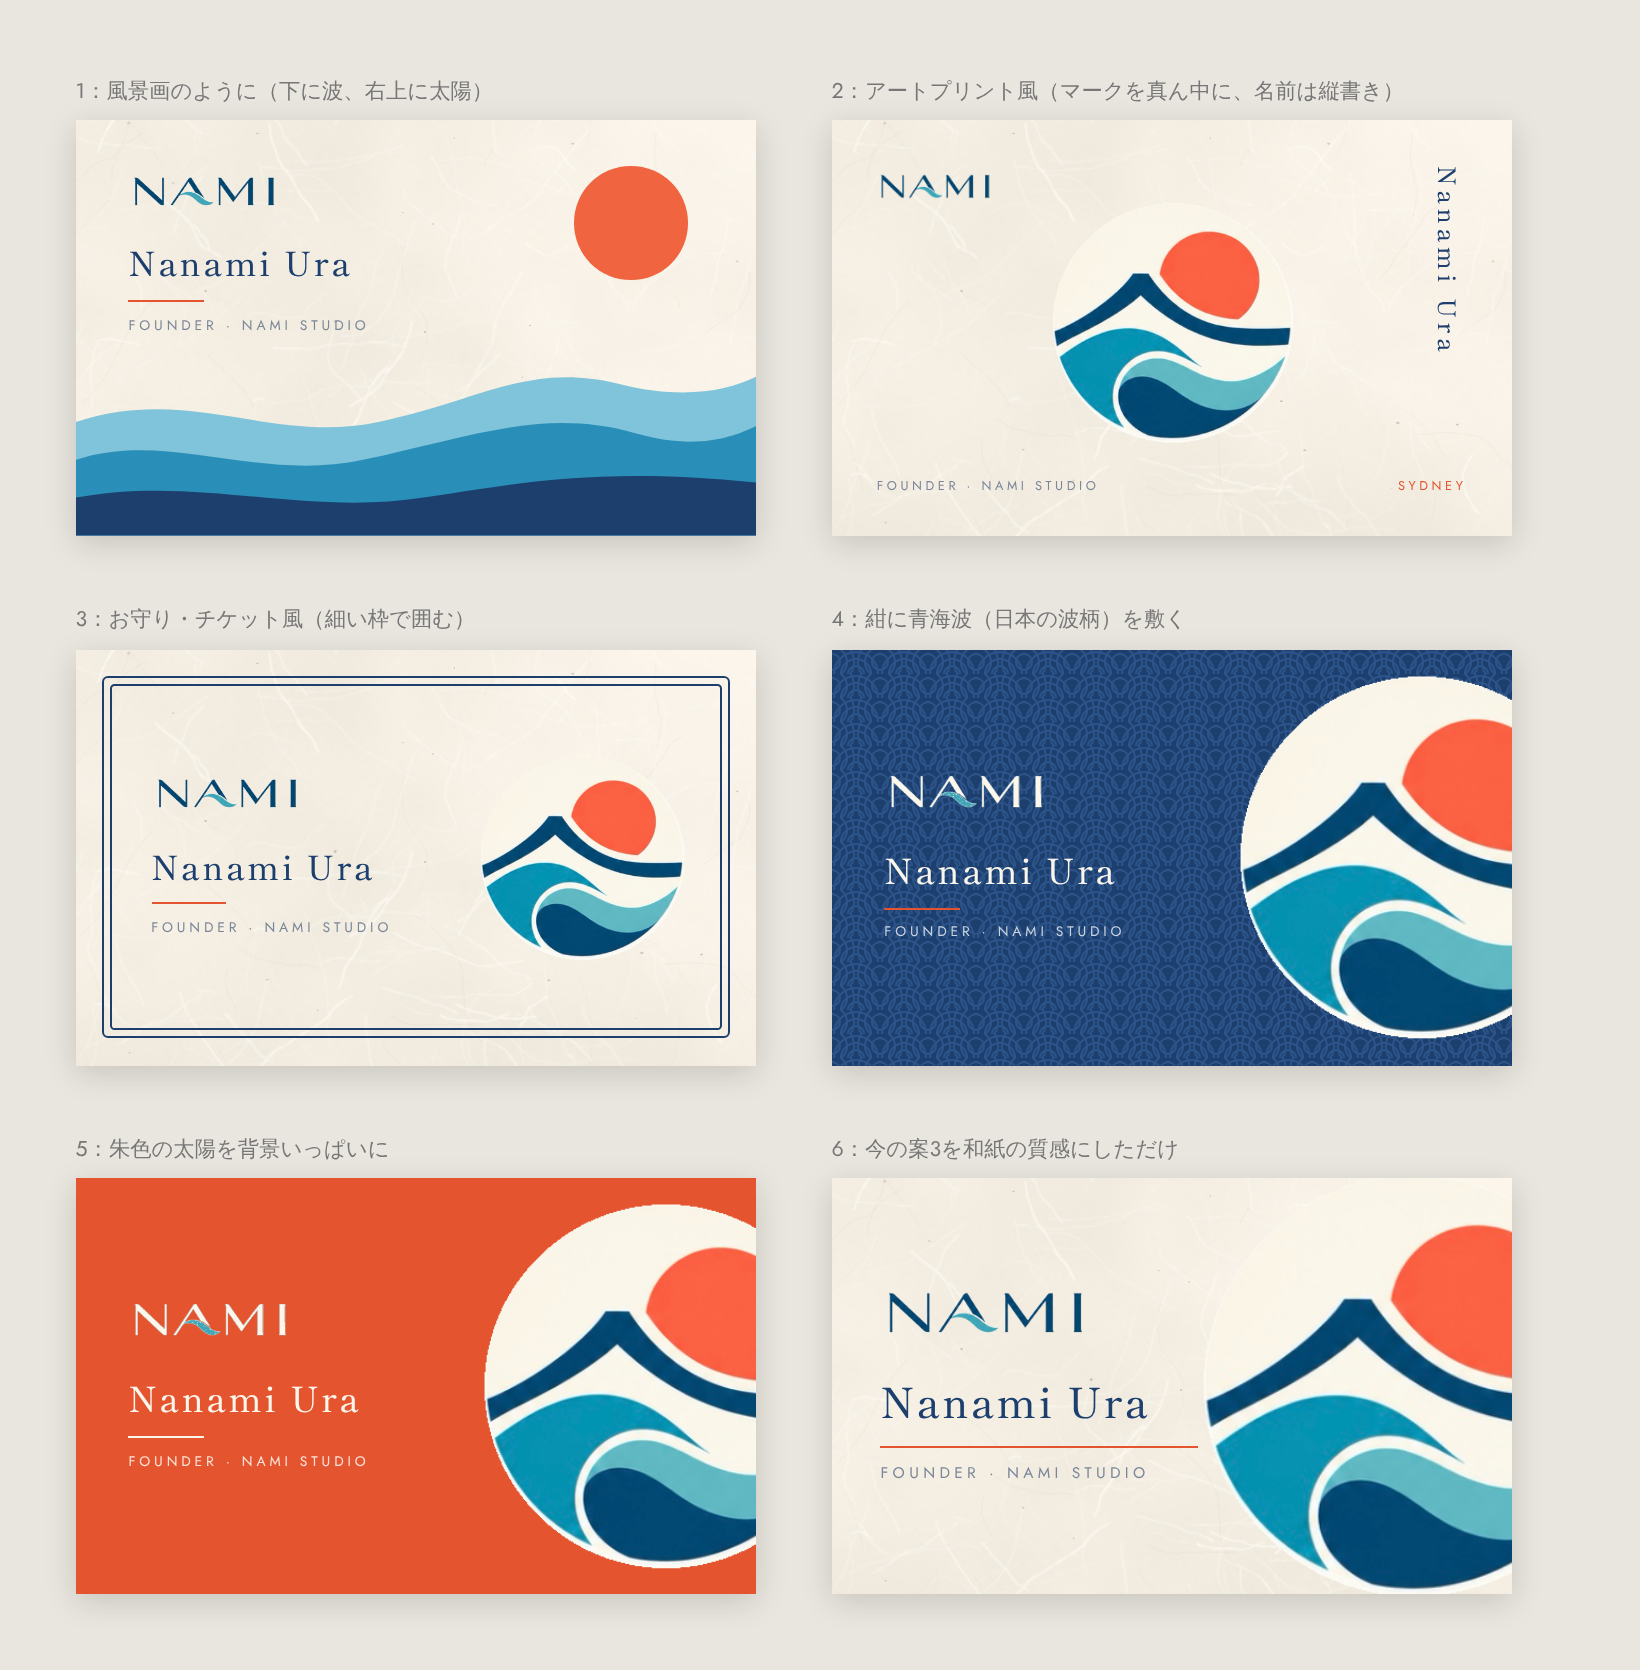 1：風景画のように（下に波、右上に太陽）
NAMI
Nanami Ura
FOUNDER · NAMI STUDIO
2：アートプリント風（マークを真ん中に、名前は縦書き）
NAMI
Nanami Ura
FOUNDER · NAMI STUDIO
SYDNEY
3：お守り・チケット風（細い枠で囲む）
NAMI
Nanami Ura
FOUNDER · NAMI STUDIO
4：紺に青海波（日本の波柄）を敷く
NAMI
Nanami Ura
FOUNDER · NAMI STUDIO
5：朱色の太陽を背景いっぱいに
NAMI
Nanami Ura
FOUNDER · NAMI STUDIO
6：今の案3を和紙の質感にしただけ
NAMI
Nanami Ura
FOUNDER · NAMI STUDIO